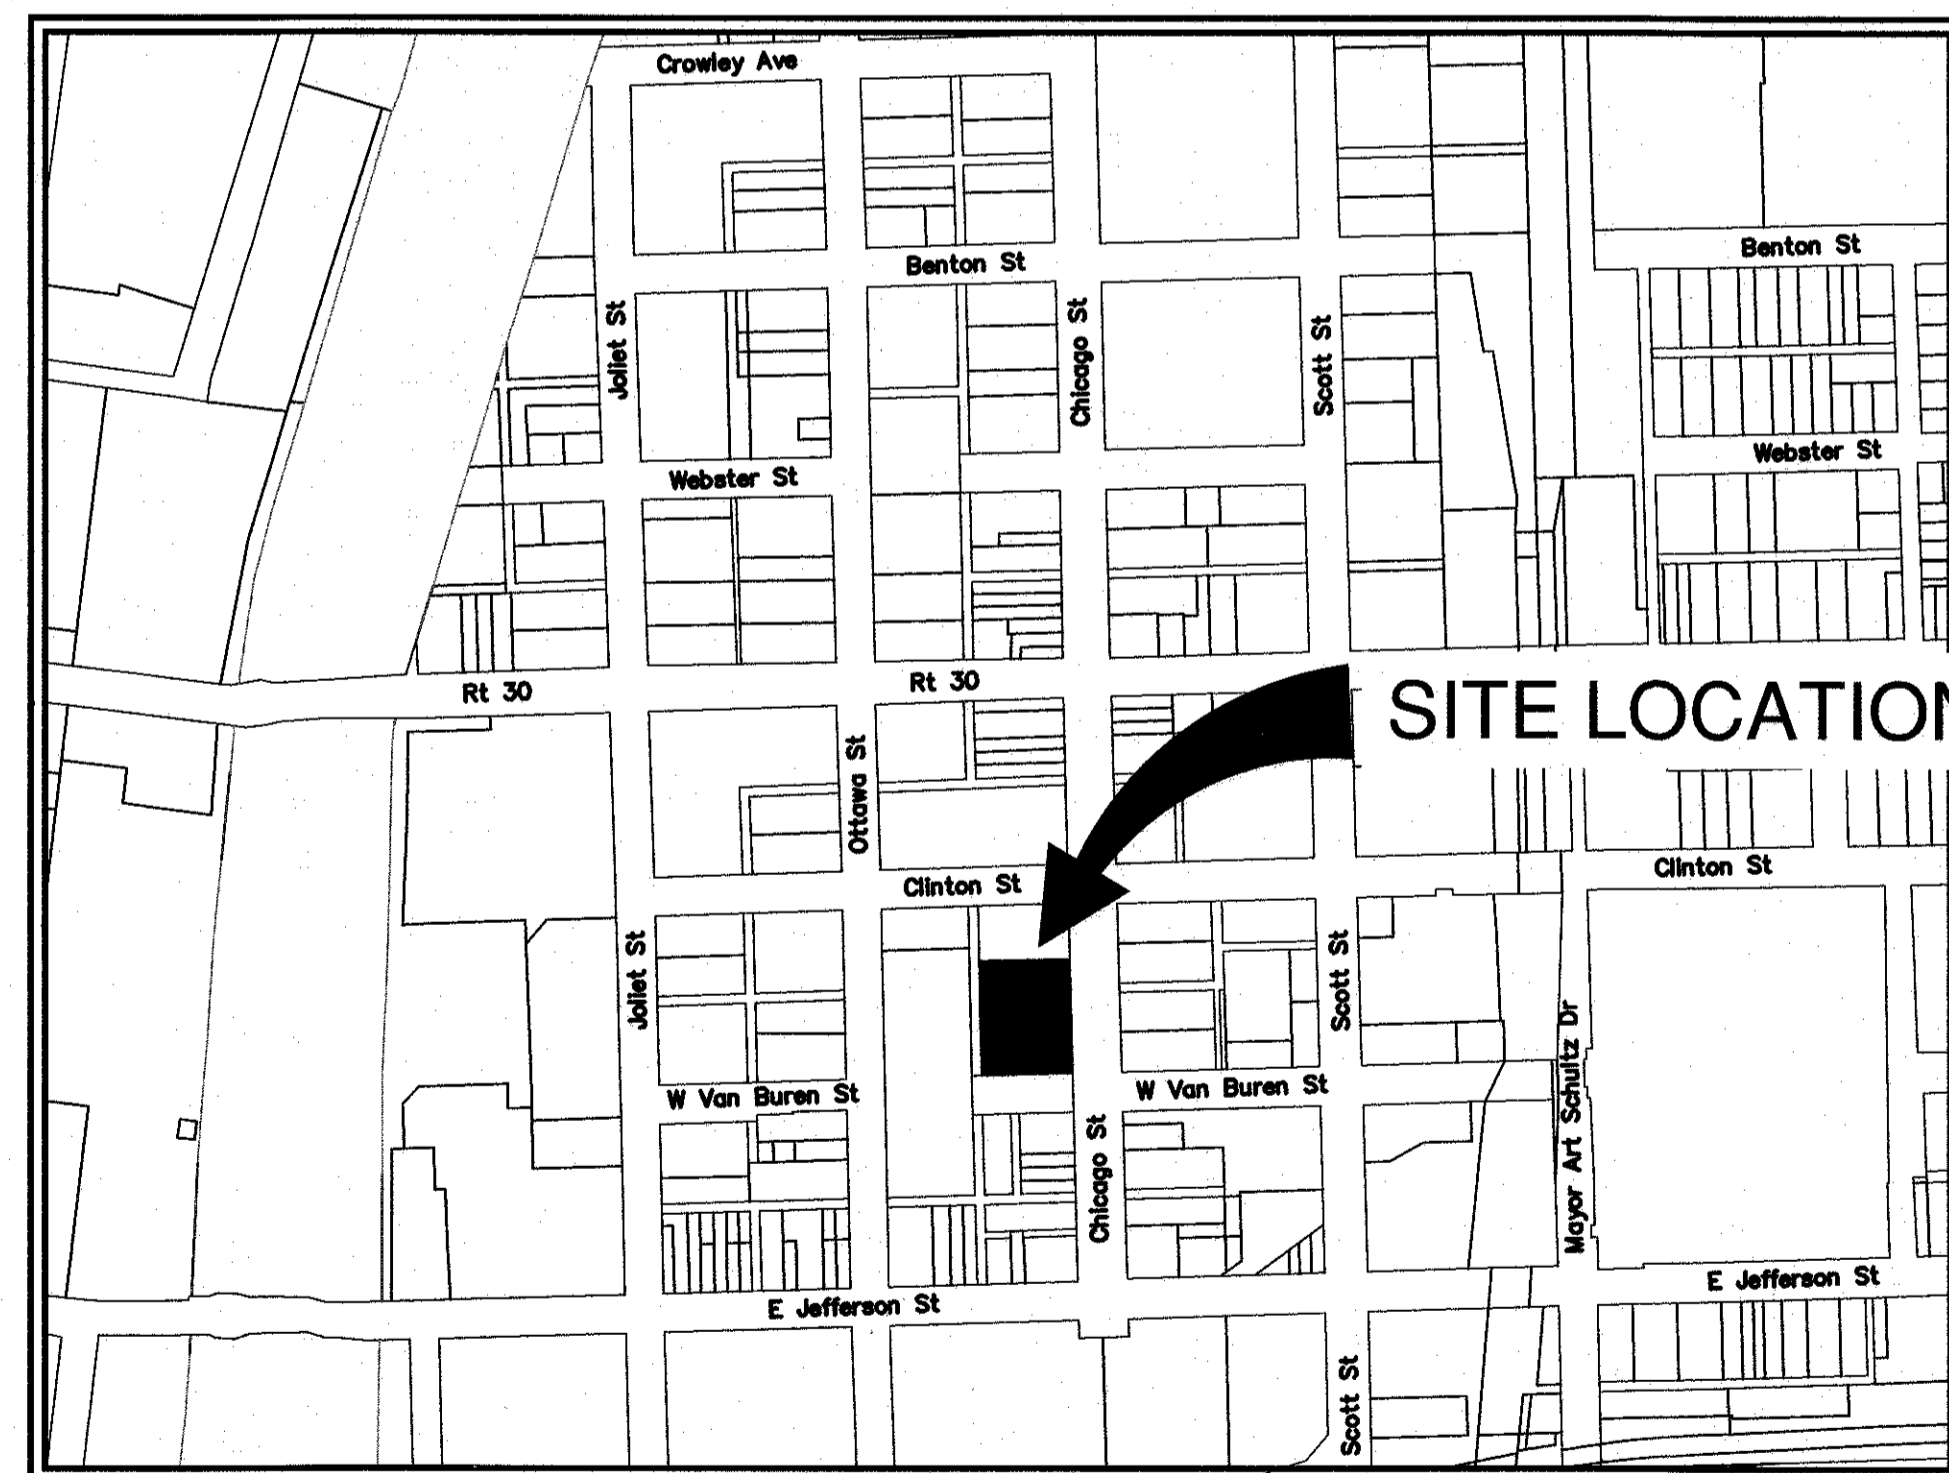 Crowley Ave
Benton St
Benton St
Joliet St
Chicago St
Scott St
Webster St
Webster St
Rt 30
Rt 30
SITE LOCATION
Ottawa St
Clinton St
Clinton St
Joliet St
Scott St
Mayor Art Schultz Dr
W Van Buren St
W Van Buren St
Chicago St
E Jefferson St
E Jefferson St
Scott St